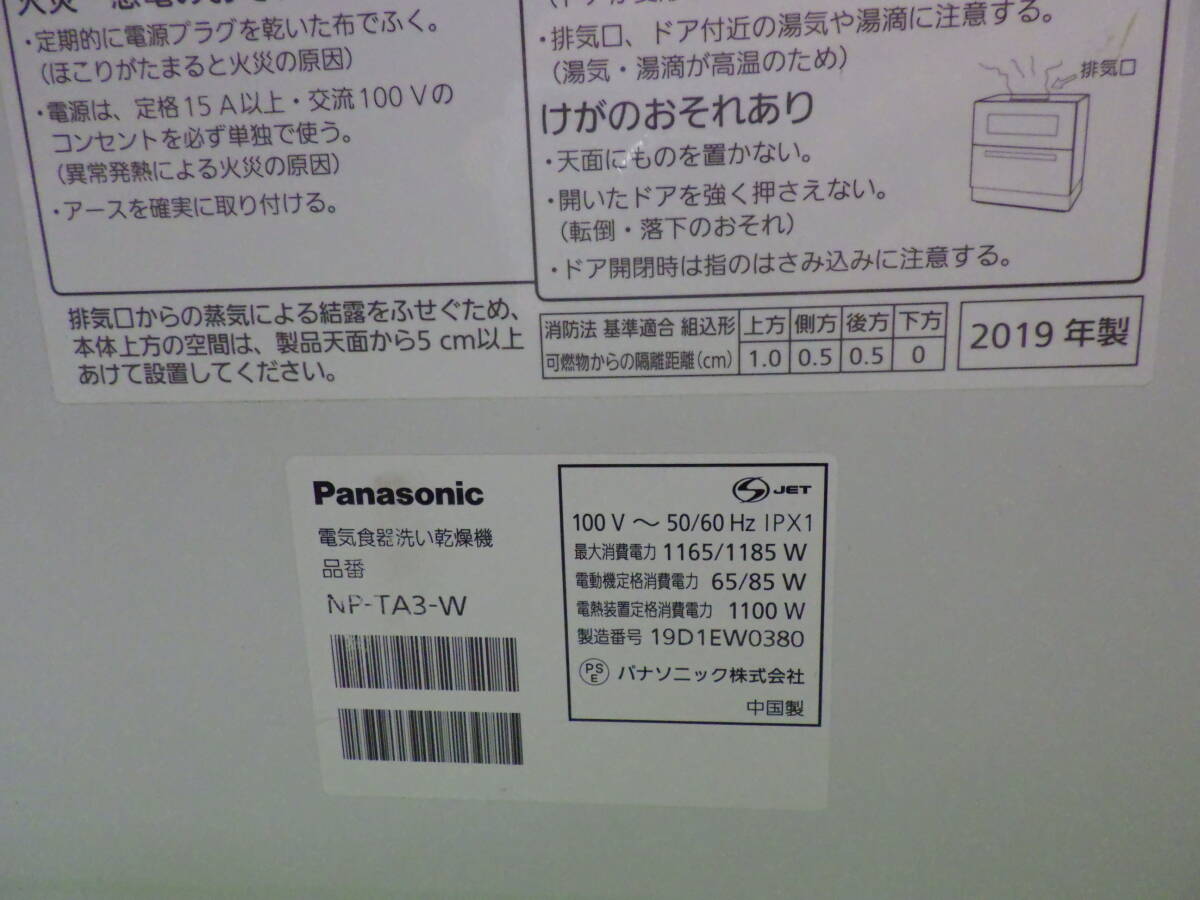 ・定期的に電源プラグを乾いた布でふく。
(ほこりがたまると火災の原因)
・電源は、定格15 A以上・交流100 Vの
コンセントを必ず単独で使う。
(異常発熱による火災の原因)
・アースを確実に取り付ける。
・排気口、ドア付近の湯気や湯滴に注意する。
(湯気・湯滴が高温のため)
排気口
けがのおそれあり
・天面にものを置かない。
・開いたドアを強く押さえない。
(転倒・落下のおそれ)
・ドア開閉時は指のはさみ込みに注意する。
排気口からの蒸気による結露をふせぐため、
本体上方の空間は、製品天面から5 cm以上
あけて設置してください。
消防法 基準適合 組込形 上方 側方 後方 下方
可燃物からの隔離距離(cm) 1.0 0.5 0.5 0
2019 年製
Panasonic
電気食器洗い乾燥機
品番
NP-TA3-W
JET
100 V ～ 50/60 Hz IPX1
最大消費電力 1165/1185 W
電動機定格消費電力 65/85 W
電熱装置定格消費電力 1100 W
製造番号 19D1EW0380
PS
E パナソニック株式会社
中国製